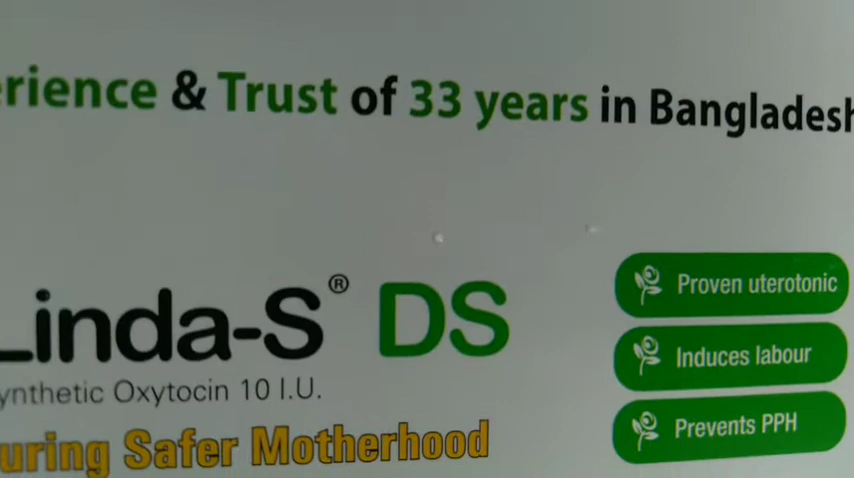 rience & Trust of 33 years in Bangladesh
Linda-S® DS
ynthetic Oxytocin 10 I.U.
uring Safer Motherhood
Proven uterotonic
Induces labour
Prevents PPH